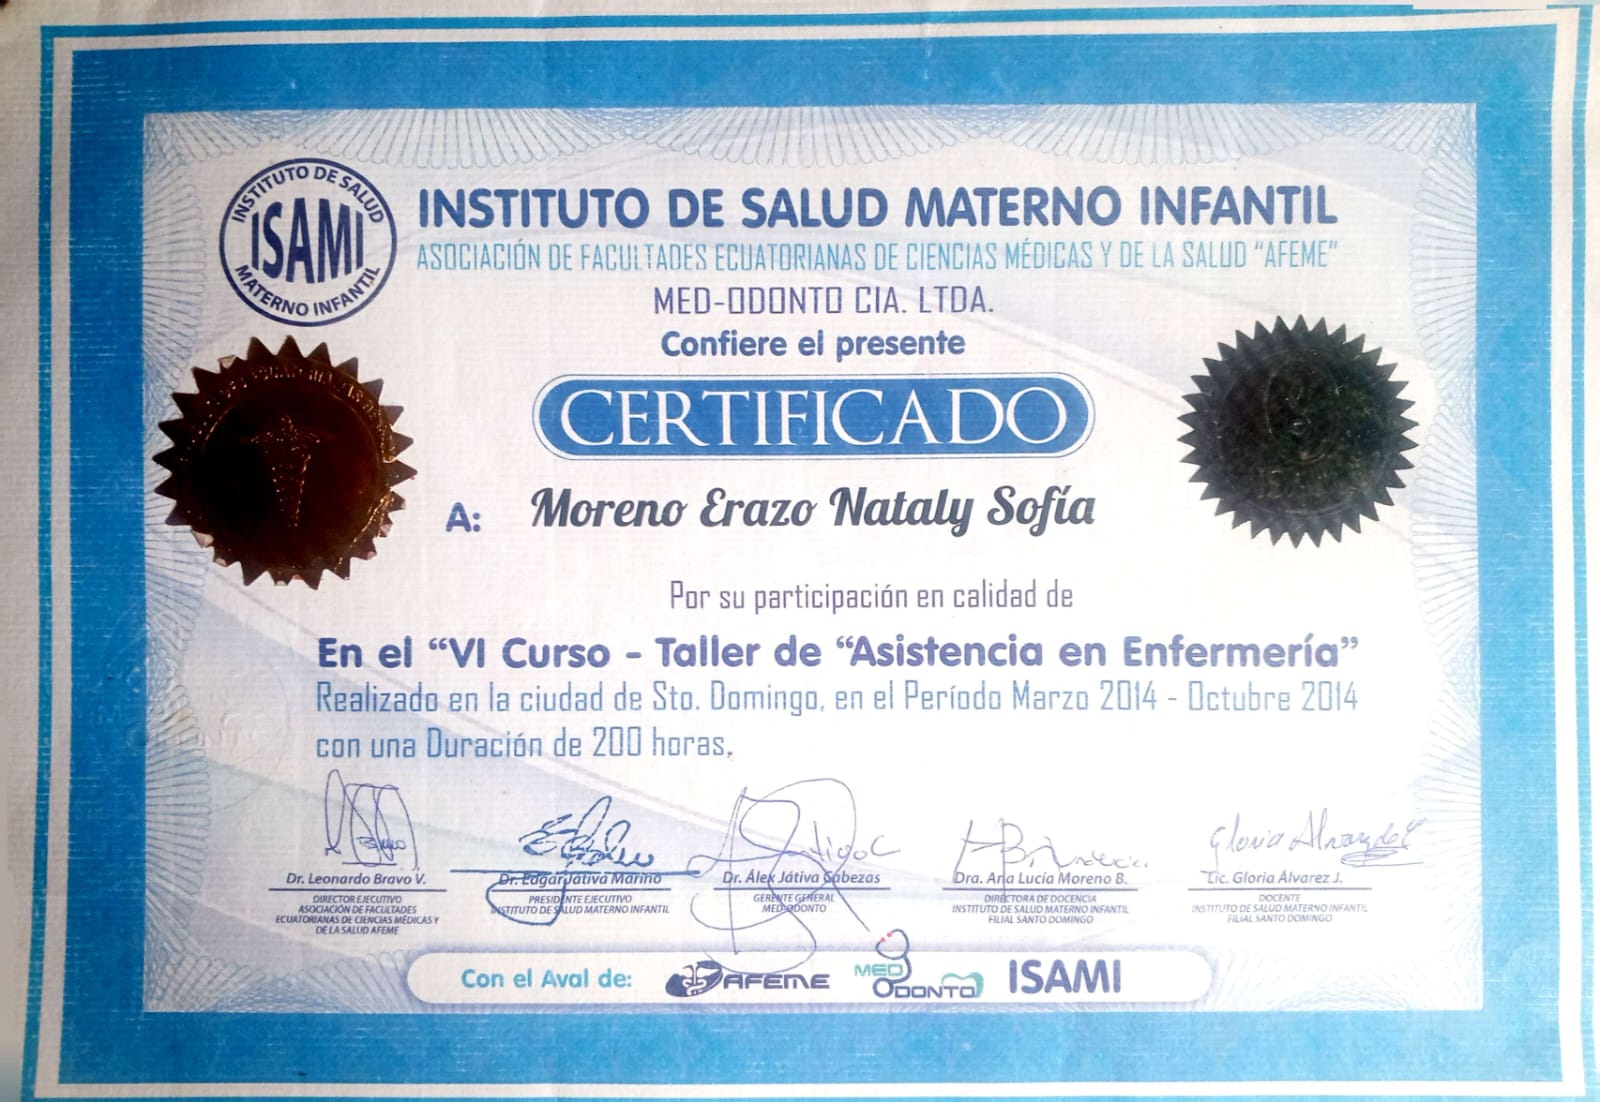 INSTITUTO DE SALUD
ISAMI
MATERNO INFANTIL
INSTITUTO DE SALUD MATERNO INFANTIL
ASOCIACIÓN DE FACULTADES ECUATORIANAS DE CIENCIAS MÉDICAS Y DE LA SALUD "AFEME"
MED-ODONTO CIA. LTDA.
Confiere el presente
CERTIFICADO
A: Moreno Erazo Nataly Sofía
Por su participación en calidad de
En el “VI Curso - Taller de “Asistencia en Enfermería”
Realizado en la ciudad de Sto. Domingo, en el Período Marzo 2014 - Octubre 2014
con una Duración de 200 horas.
Gloria Alvarez
Dr. Leonardo Bravo V.
DIRECTOR EJECUTIVO
ASOCIACIÓN DE FACULTADES
ECUATORIANAS DE CIENCIAS MÉDICAS Y
DE LA SALUD AFEME
Dr. Edgar Játiva Mariño
PRESIDENTE EJECUTIVO
INSTITUTO DE SALUD MATERNO INFANTIL
Dr. Álex Játiva Cabezas
GERENTE GENERAL
MED-ODONTO
Dra. Ana Lucía Moreno B.
DIRECTORA DE DOCENCIA
INSTITUTO DE SALUD MATERNO INFANTIL
FILIAL SANTO DOMINGO
Lic. Gloria Álvarez J.
DOCENTE
INSTITUTO DE SALUD MATERNO INFANTIL
FILIAL SANTO DOMINGO
Con el Aval de: AFEME MED ODONTO ISAMI